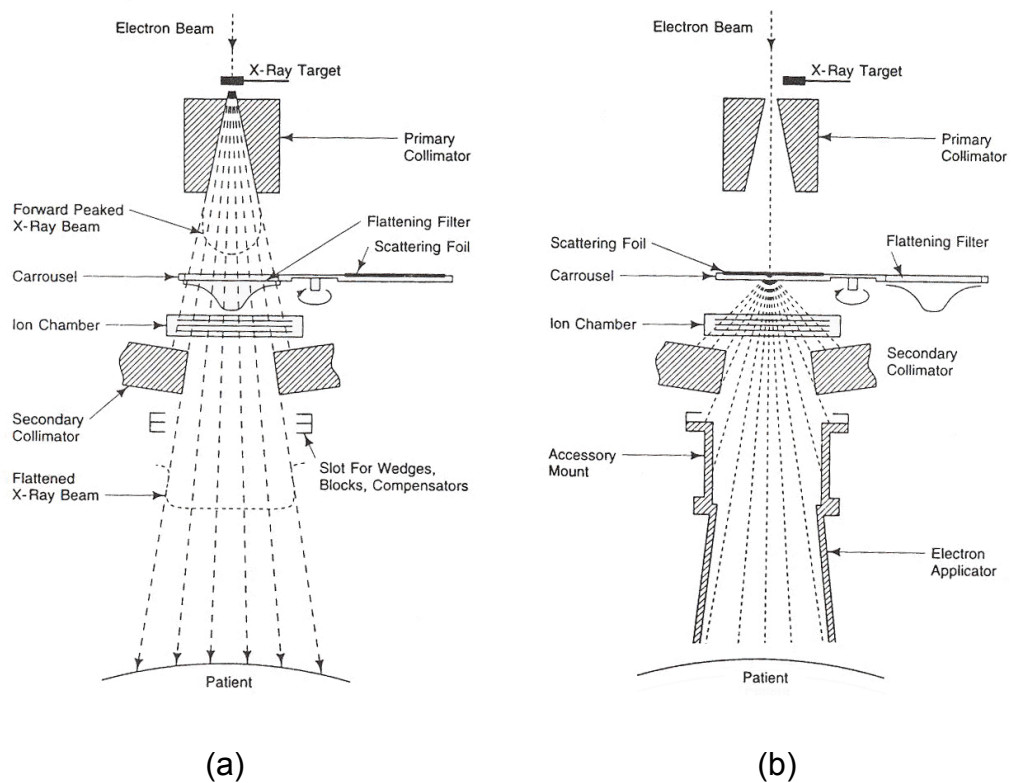 Electron Beam
X-Ray Target
Primary
Collimator
Forward Peaked
X-Ray Beam
Flattening Filter
Scattering Foil
Carrousel
Ion Chamber
Secondary
Collimator
Slot For Wedges,
Blocks, Compensators
Flattened
X-Ray Beam
Patient
(a)
Electron Beam
X-Ray Target
Primary
Collimator
Scattering Foil
Flattening Filter
Carrousel
Ion Chamber
Secondary
Collimator
Accessory
Mount
Electron
Applicator
Patient
(b)